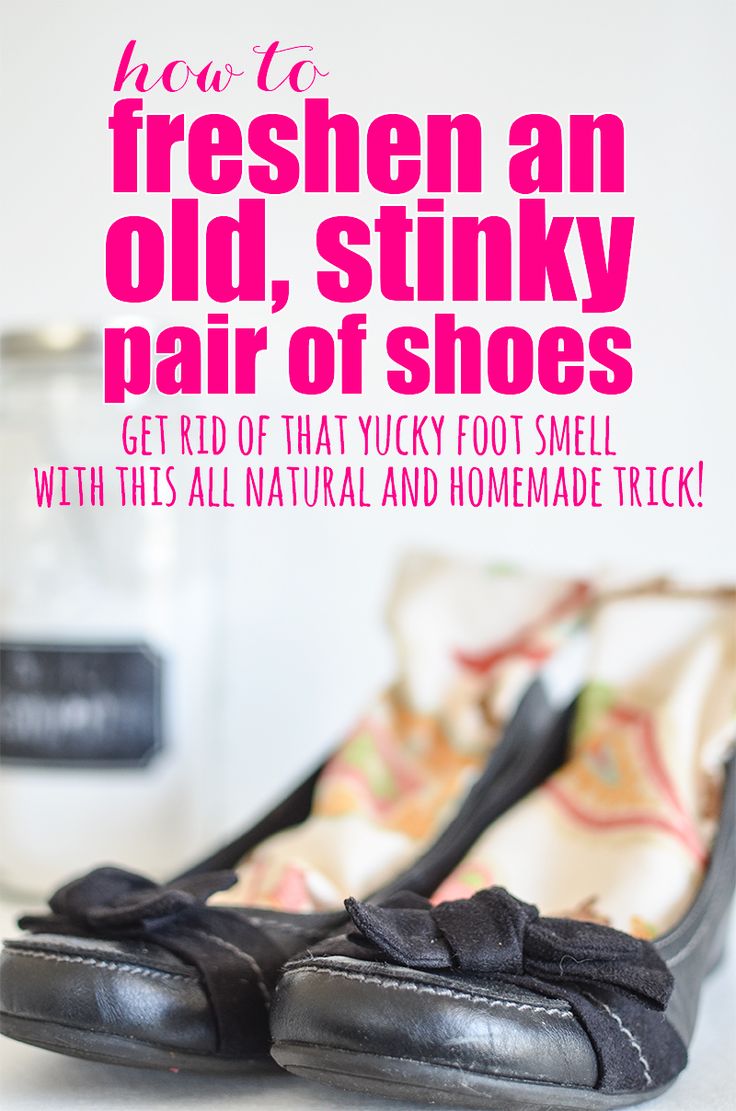 how to
freshen an
old, stinky
pair of shoes
GET RID OF THAT YUCKY FOOT SMELL
WITH THIS ALL NATURAL AND HOMEMADE TRICK!